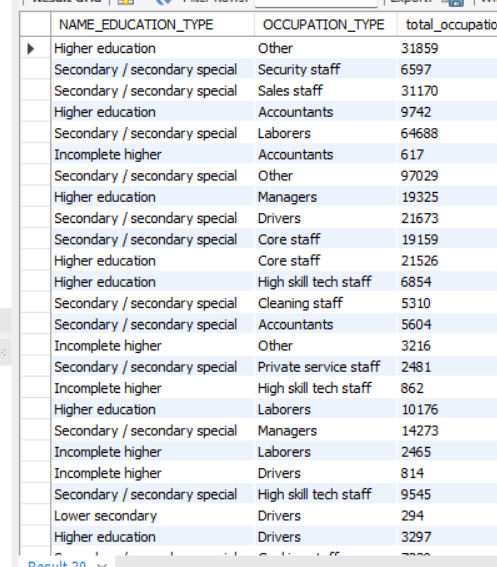 Result Grid Filter Rows: Export:
NAME_EDUCATION_TYPE OCCUPATION_TYPE total_occupatio
Higher education Other 31859
Secondary / secondary special Security staff 6597
Secondary / secondary special Sales staff 31170
Higher education Accountants 9742
Secondary / secondary special Laborers 64688
Incomplete higher Accountants 617
Secondary / secondary special Other 97029
Higher education Managers 19325
Secondary / secondary special Drivers 21673
Secondary / secondary special Core staff 19159
Higher education Core staff 21526
Higher education High skill tech staff 6854
Secondary / secondary special Cleaning staff 5310
Secondary / secondary special Accountants 5604
Incomplete higher Other 3216
Secondary / secondary special Private service staff 2481
Incomplete higher High skill tech staff 862
Higher education Laborers 10176
Secondary / secondary special Managers 14273
Incomplete higher Laborers 2465
Incomplete higher Drivers 814
Secondary / secondary special High skill tech staff 9545
Lower secondary Drivers 294
Higher education Drivers 3297
Result 20